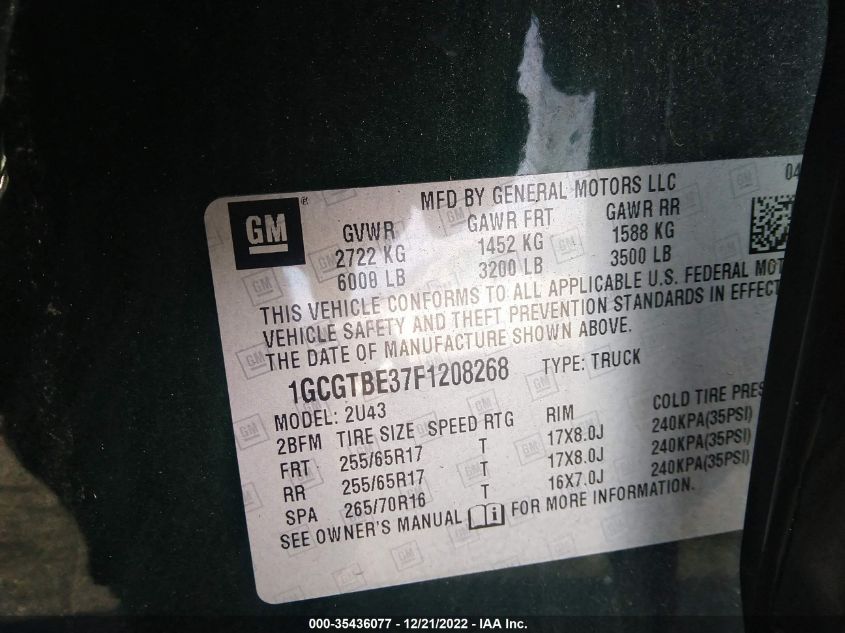 MFD BY GENERAL MOTORS LLC 04
GM ®
GVWR GAWR FRT GAWR RR
2722 KG 1452 KG 1588 KG
6008 LB 3200 LB 3500 LB
THIS VEHICLE CONFORMS TO ALL APPLICABLE U.S. FEDERAL MOT
VEHICLE SAFETY AND THEFT PREVENTION STANDARDS IN EFFECT
THE DATE OF MANUFACTURE SHOWN ABOVE.
1GCGTBE37F1208268 TYPE: TRUCK
MODEL: 2U43 COLD TIRE PRES
2BFM TIRE SIZE SPEED RTG RIM
FRT 255/65R17 T 17X8.0J 240KPA(35PSI)
RR 255/65R17 T 17X8.0J 240KPA(35PSI)
SPA 265/70R16 T 16X7.0J 240KPA(35PSI)
SEE OWNER'S MANUAL FOR MORE INFORMATION.
000-35436077 - 12/21/2022 - IAA Inc.